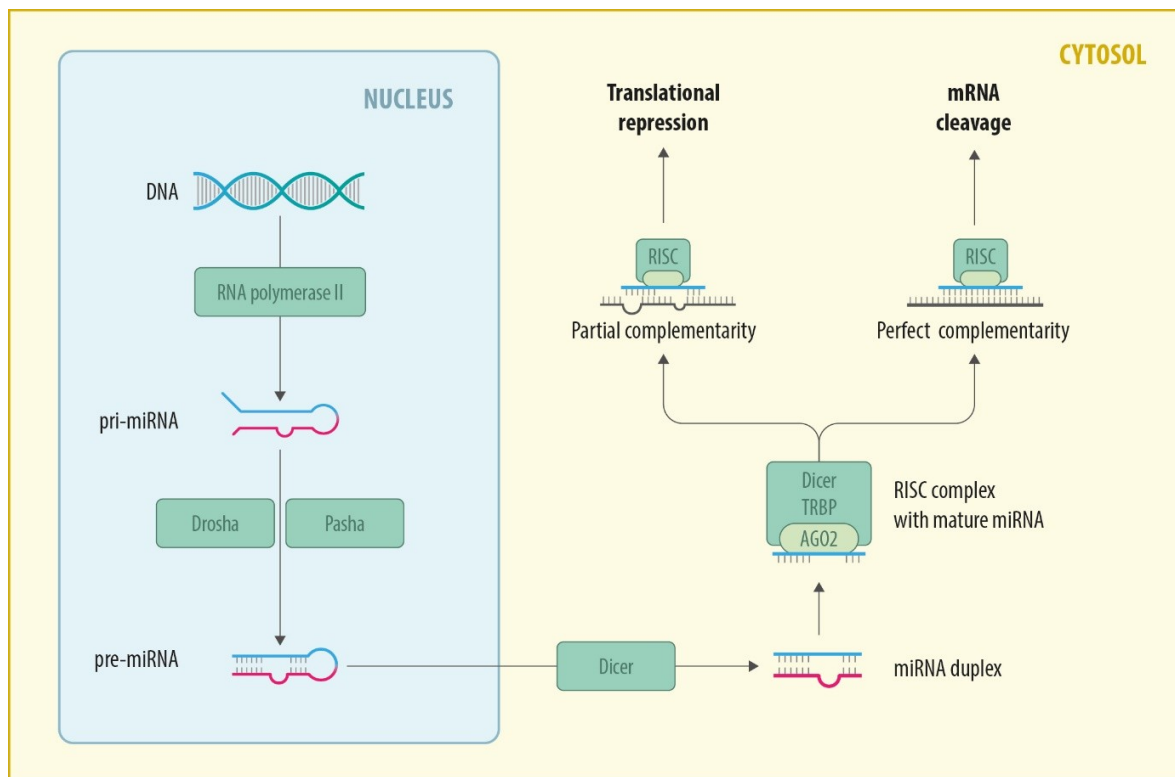 CYTOSOL
NUCLEUS
DNA
RNA polymerase II
pri-miRNA
Drosha
Pasha
pre-miRNA
Dicer
miRNA duplex
Dicer
TRBP
AGO2
RISC complex
with mature miRNA
Partial complementarity
RISC
Translational
repression
Perfect complementarity
RISC
mRNA
cleavage